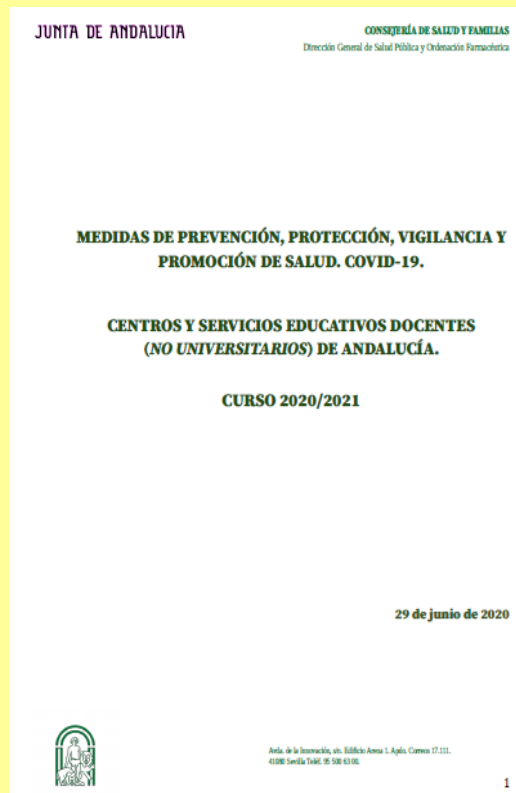 JUNTA DE ANDALUCIA
CONSEJERÍA DE SALUD Y FAMILIAS
Dirección General de Salud Pública y Ordenación Farmacéutica
MEDIDAS DE PREVENCIÓN, PROTECCIÓN, VIGILANCIA Y
PROMOCIÓN DE SALUD. COVID-19.
CENTROS Y SERVICIOS EDUCATIVOS DOCENTES
(NO UNIVERSITARIOS) DE ANDALUCÍA.
CURSO 2020/2021
29 de junio de 2020
Avda. de la Innovación, s/n. Edificio Arena 1. Apdo. Correos 17.111.
41080 Sevilla Teléf. 95 500 63 00.
1